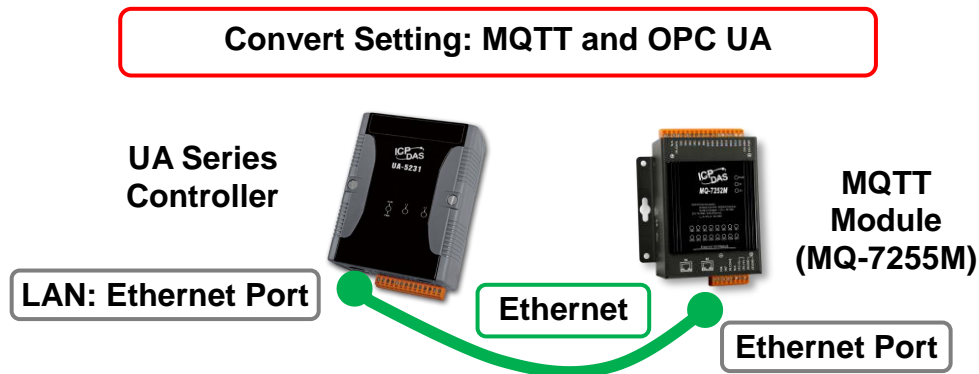 Convert Setting: MQTT and OPC UA
UA Series
Controller
ICP
DAS
UA-5231
ICP
DAS
MQ-7252M
MQTT
Module
(MQ-7255M)
LAN: Ethernet Port
Ethernet
Ethernet Port